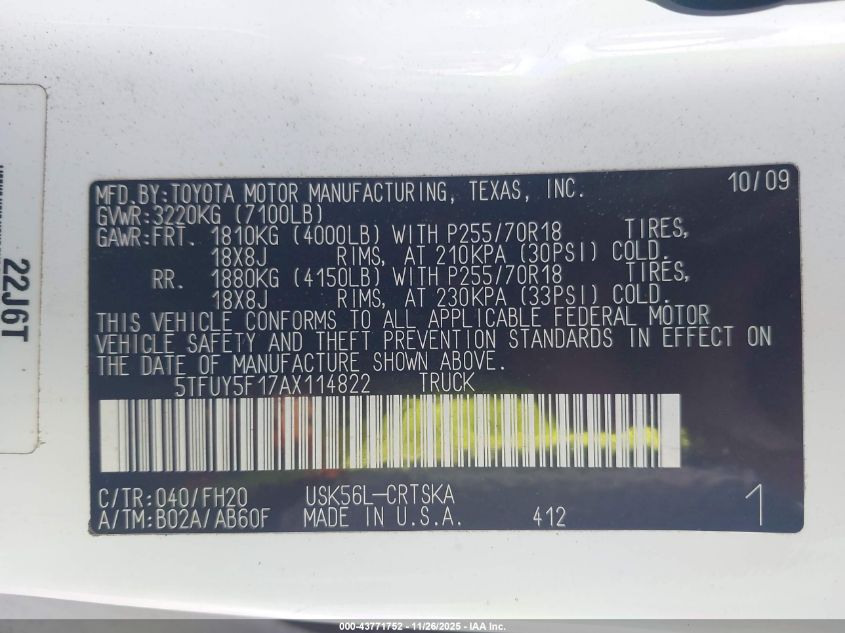 MFD.BY:TOYOTA MOTOR MANUFACTURING, TEXAS, INC. 10/09
GVWR:3220KG (7100LB)
GAWR:FRT. 1810KG (4000LB) WITH P255/70R18 TIRES,
18X8J RIMS, AT 210KPA (30PSI) COLD.
RR. 1880KG (4150LB) WITH P255/70R18 TIRES,
18X8J RIMS, AT 230KPA (33PSI) COLD.
THIS VEHICLE CONFORMS TO ALL APPLICABLE FEDERAL MOTOR
VEHICLE SAFETY AND THEFT PREVENTION STANDARDS IN EFFECT ON
THE DATE OF MANUFACTURE SHOWN ABOVE.
5TFUY5F17AX114822 TRUCK
C/TR:040/FH20 USK56L-CRTSKA
A/TM:B02A/AB60F MADE IN U.S.A. 412 1
22J6T
000-43771752 - 11/26/2025 - IAA Inc.